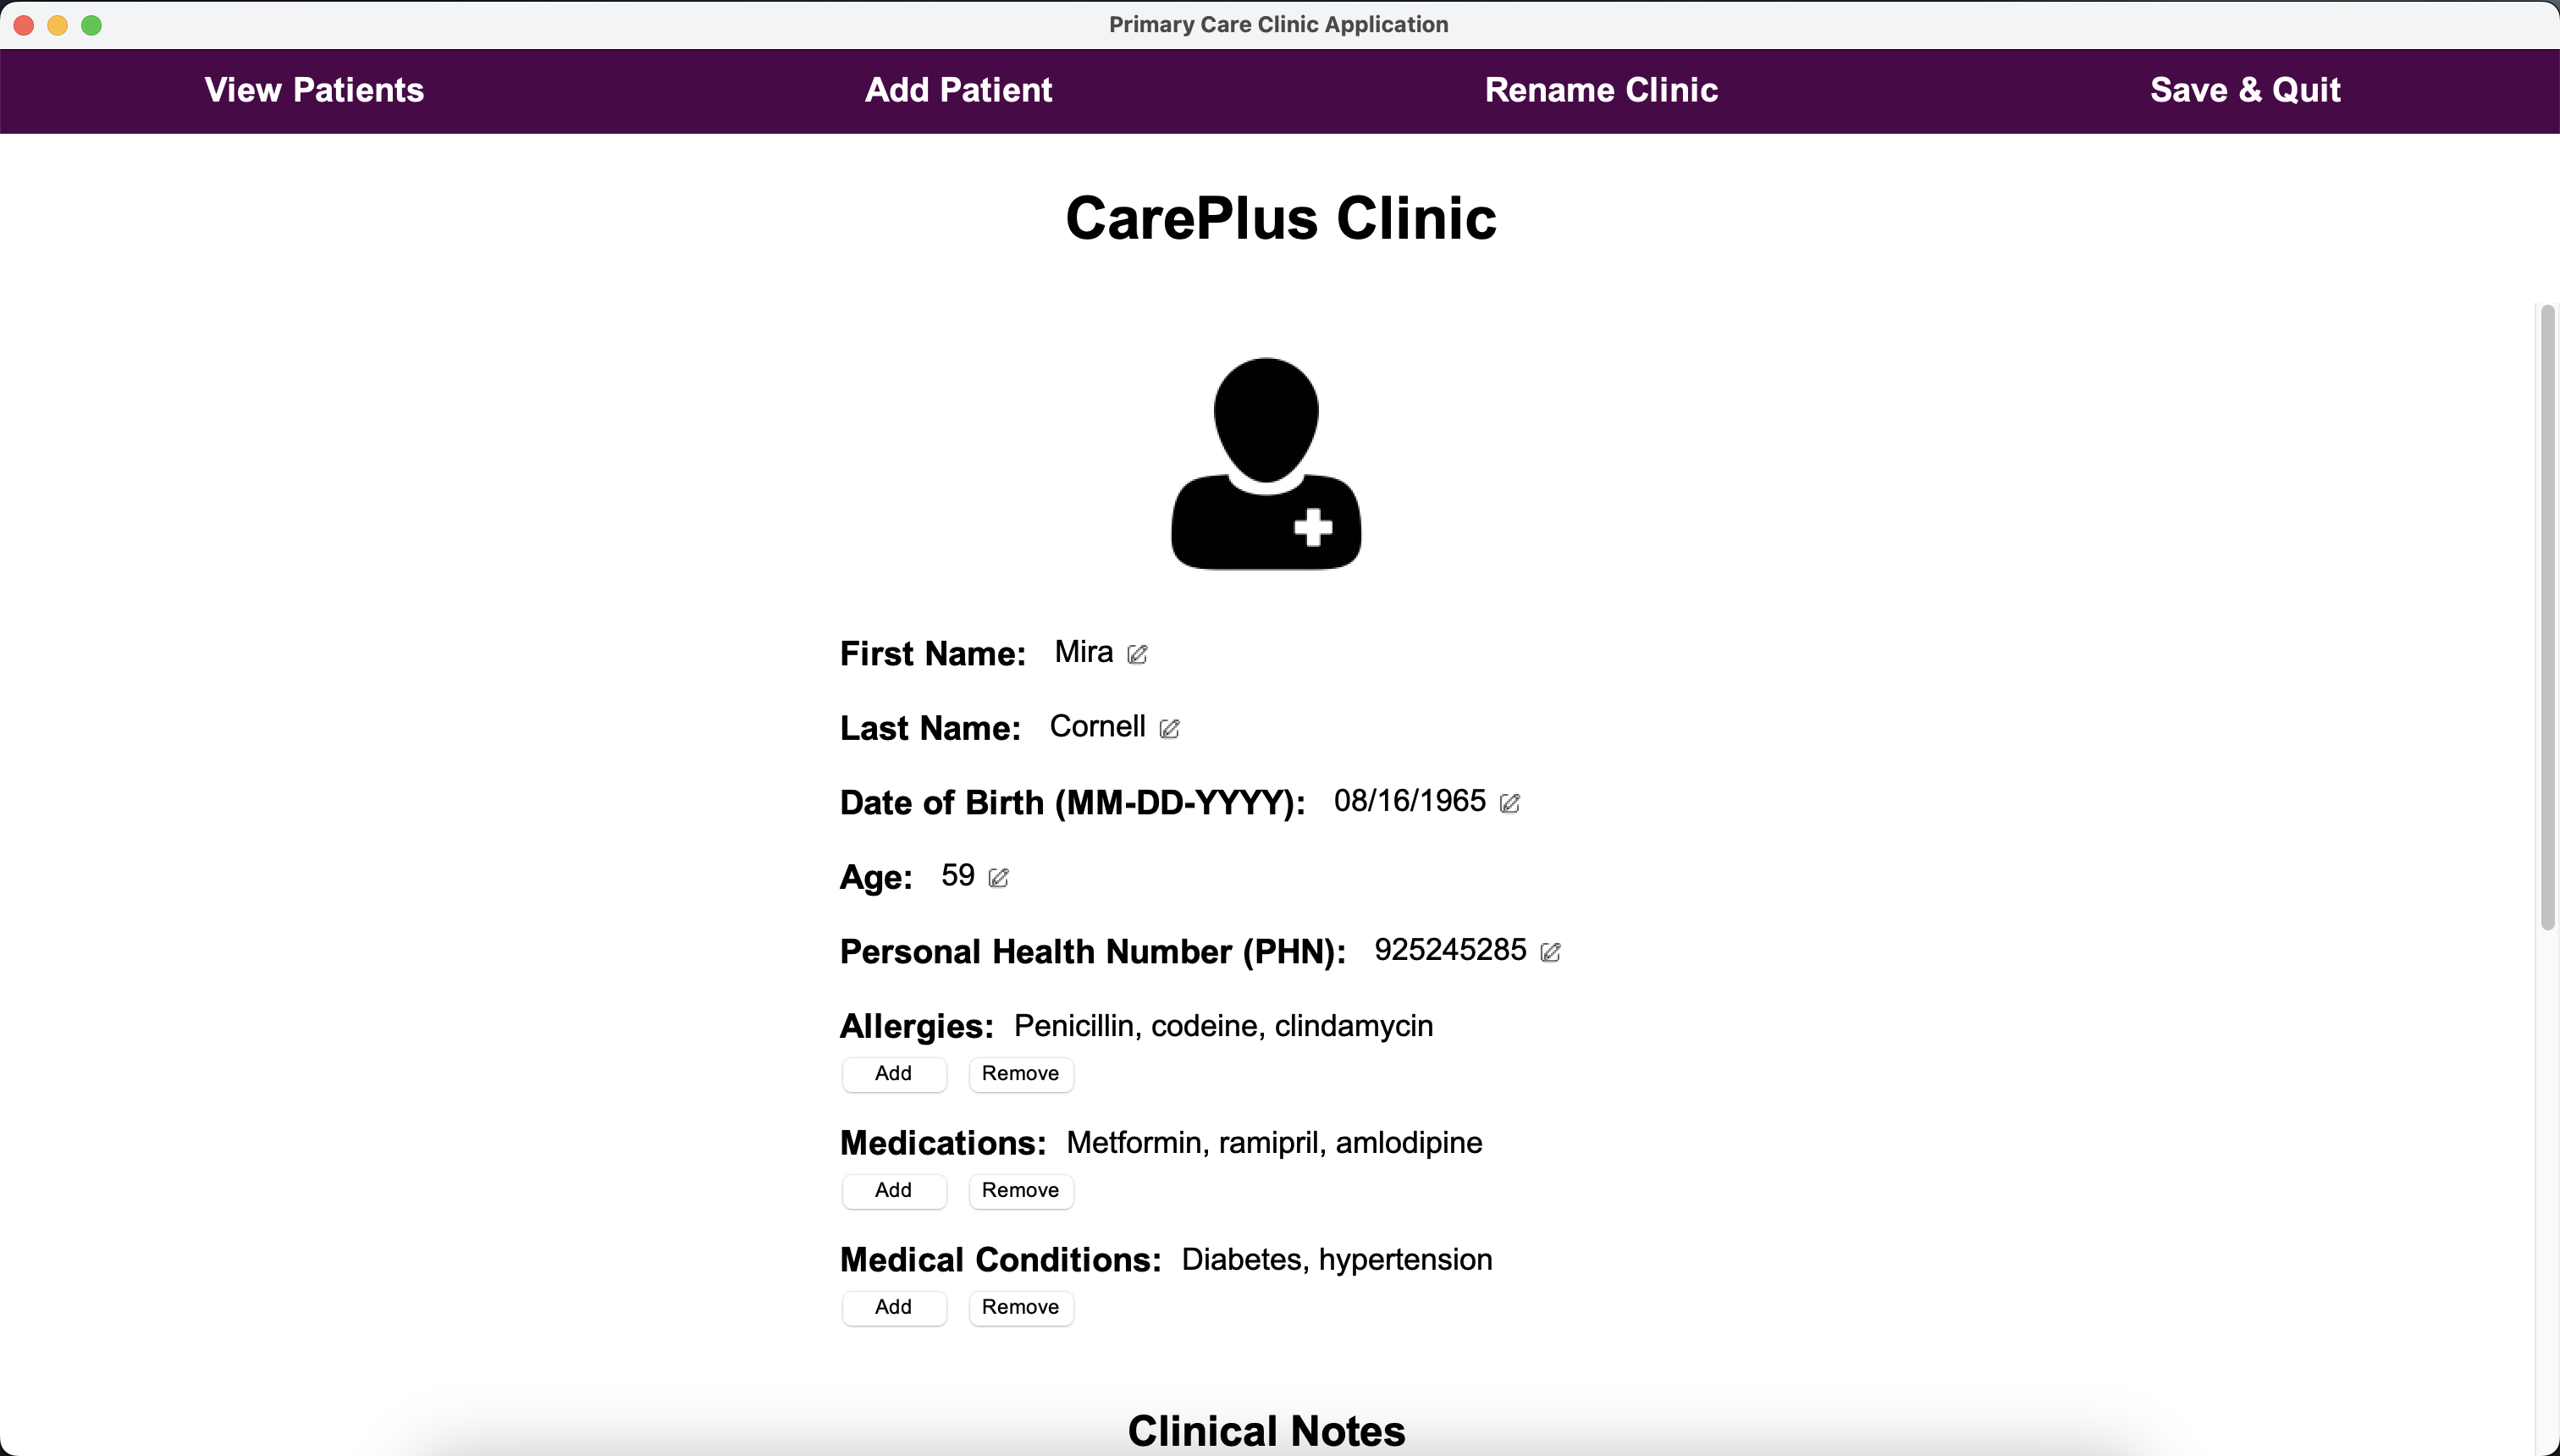 Primary Care Clinic Application
View Patients Add Patient Rename Clinic Save & Quit
CarePlus Clinic
First Name: Mira
Last Name: Cornell
Date of Birth (MM-DD-YYYY): 08/16/1965
Age: 59
Personal Health Number (PHN): 925245285
Allergies: Penicillin, codeine, clindamycin
Add Remove
Medications: Metformin, ramipril, amlodipine
Add Remove
Medical Conditions: Diabetes, hypertension
Add Remove
Clinical Notes